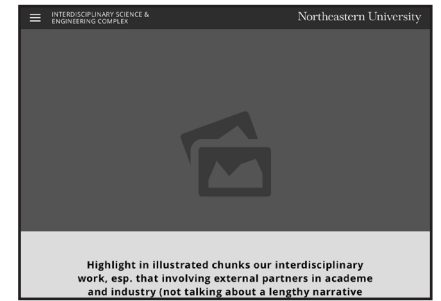 INTERDISCIPLINARY SCIENCE &
ENGINEERING COMPLEX
Northeastern University
Highlight in illustrated chunks our interdisciplinary
work, esp. that involving external partners in academe
and industry (not talking about a lengthy narrative